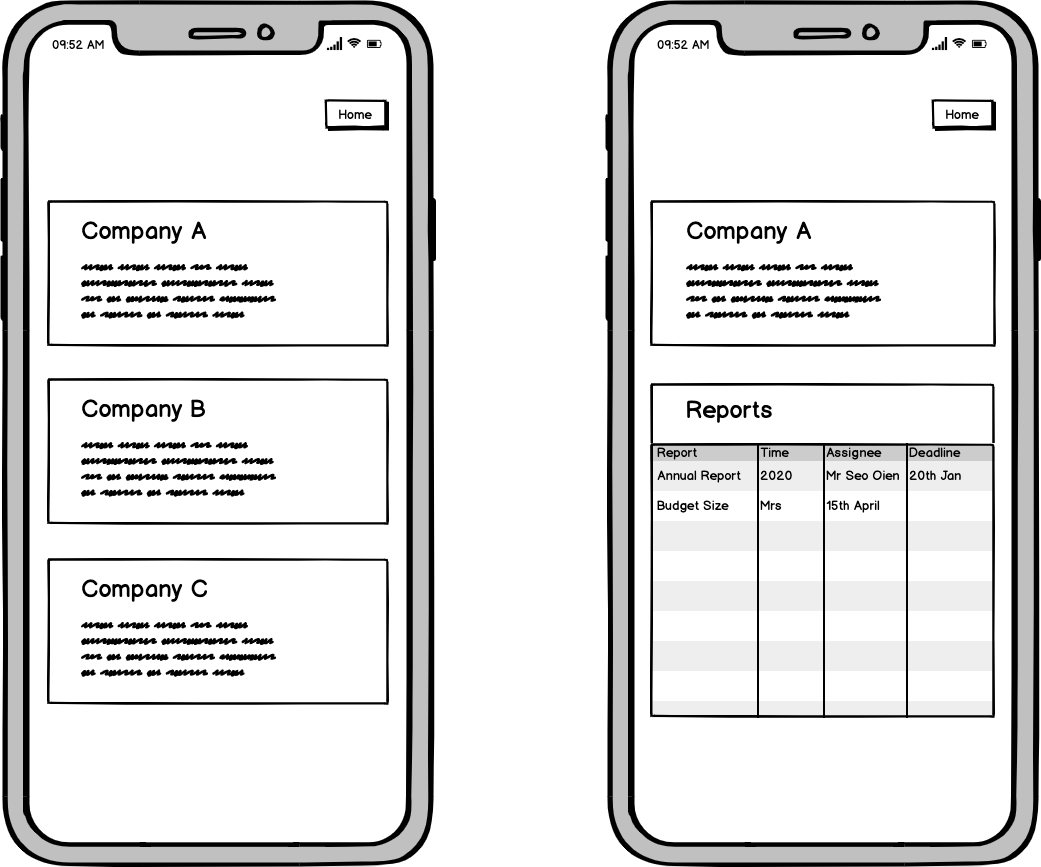 09:52 AM
Home
Company A
Company B
Company C
09:52 AM
Home
Company A
Reports
Report Time Assignee Deadline
Annual Report 2020 Mr Seo Oien 20th Jan
Budget Size Mrs 15th April